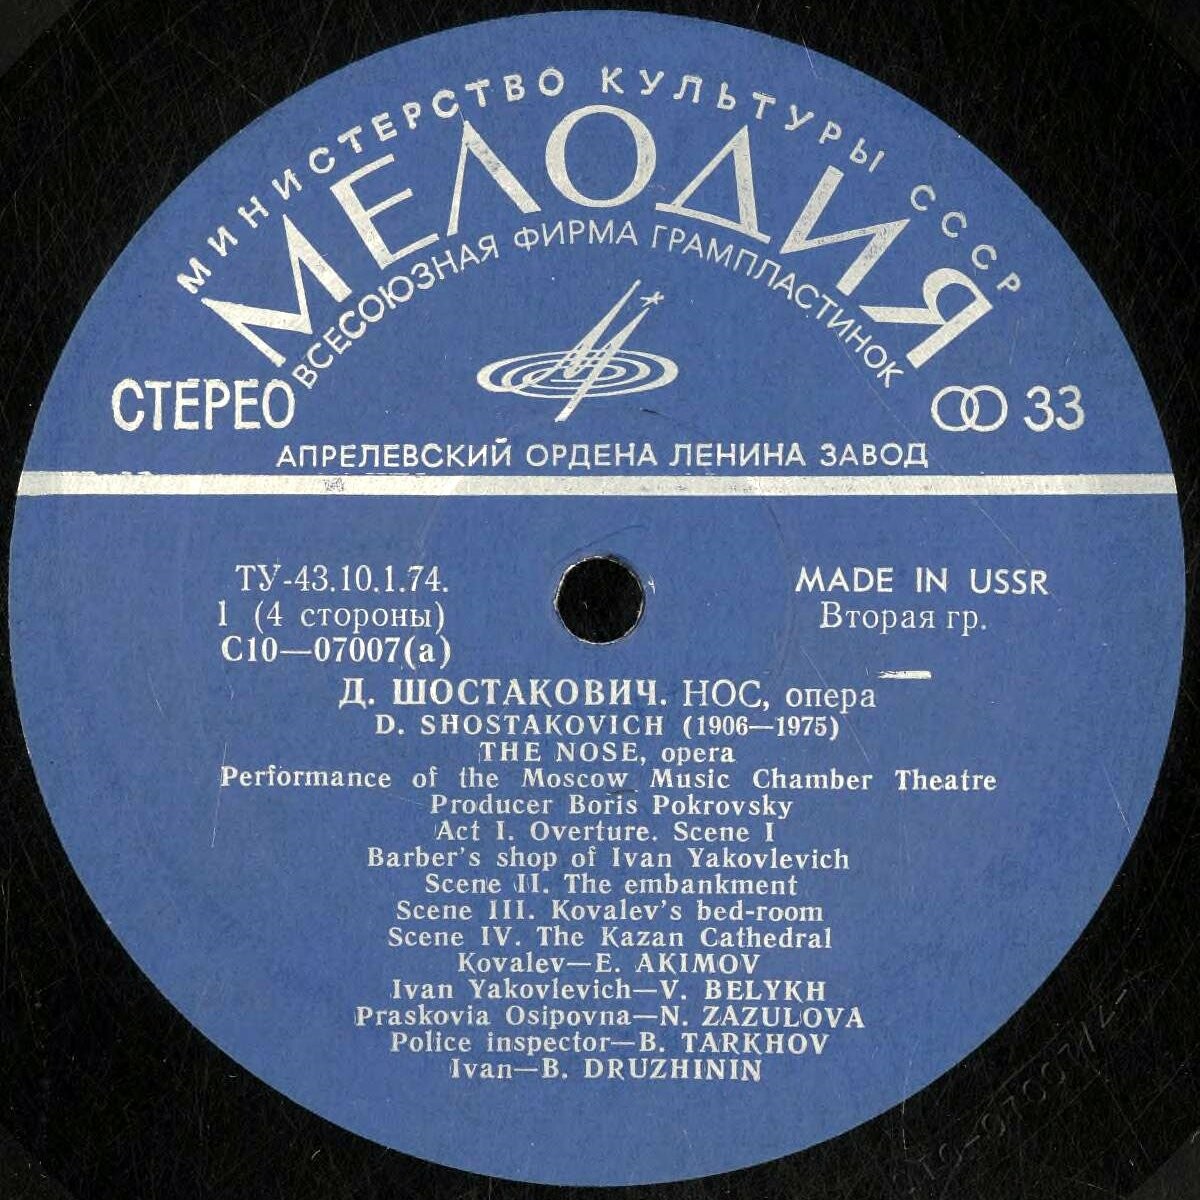 МИНИСТЕРСТВО КУЛЬТУРЫ СССР
МЕЛОДИЯ
ВСЕСОЮЗНАЯ ФИРМА ГРАМПЛАСТИНОК
СТЕРЕО
33
АПРЕЛЕВСКИЙ ОРДЕНА ЛЕНИНА ЗАВОД
ТУ-43.10.1.74.
1 (4 стороны)
С10—07007(а)
MADE IN USSR
Вторая гр.
Д. ШОСТАКОВИЧ. НОС, опера
D. SHOSTAKOVICH (1906—1975)
THE NOSE, opera
Performance of the Moscow Music Chamber Theatre
Producer Boris Pokrovsky
Act I. Overture. Scene I
Barber's shop of Ivan Yakovlevich
Scene II. The embankment
Scene III. Kovalev's bed-room
Scene IV. The Kazan Cathedral
Kovalev—E. AKIMOV
Ivan Yakovlevich—V. BELYKH
Praskovia Osipovna—N. ZAZULOVA
Police inspector—B. TARKHOV
Ivan—B. DRUZHININ